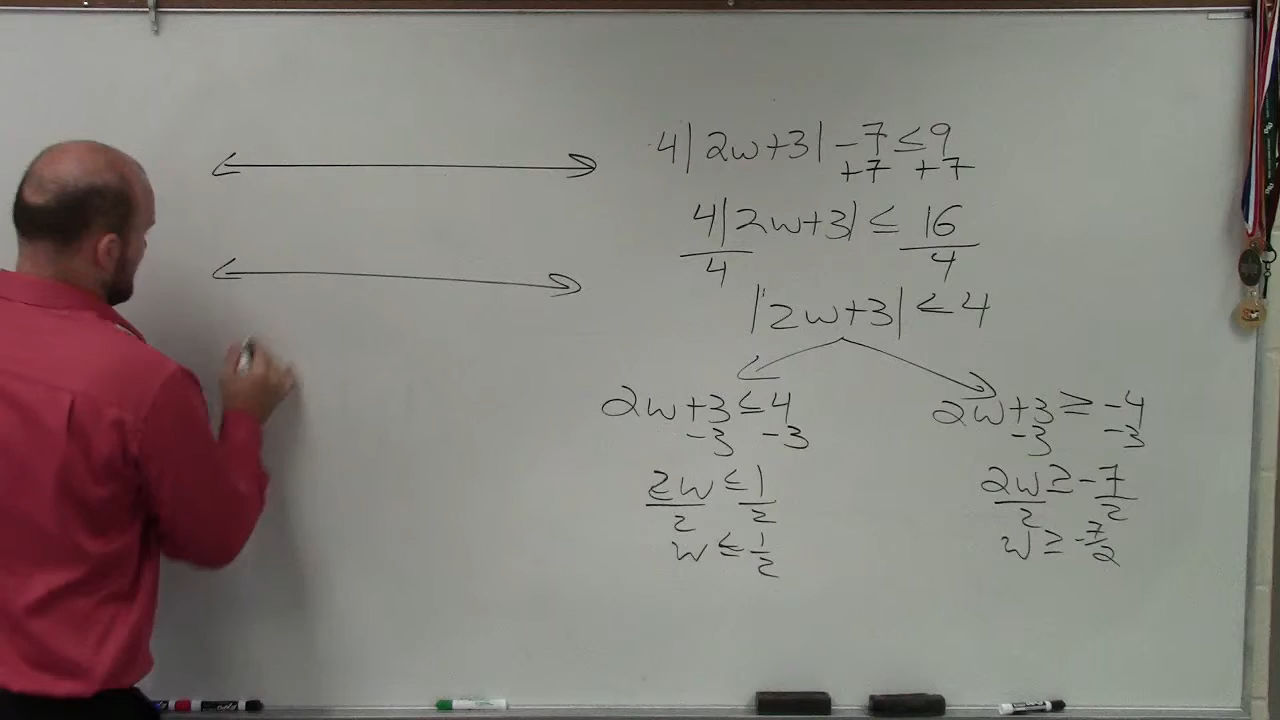 4|2w+3| -7 ≤ 9
+7 +7
4|2w+3| ≤ 16
4 4
|2w+3| ≤ 4
2w+3 ≤ 4 2w+3 ≥ -4
-3 -3 -3 -3
2w ≤ 1 2w ≥ -7
2 2 2 2
w ≤ 1/2 w ≥ -7/2